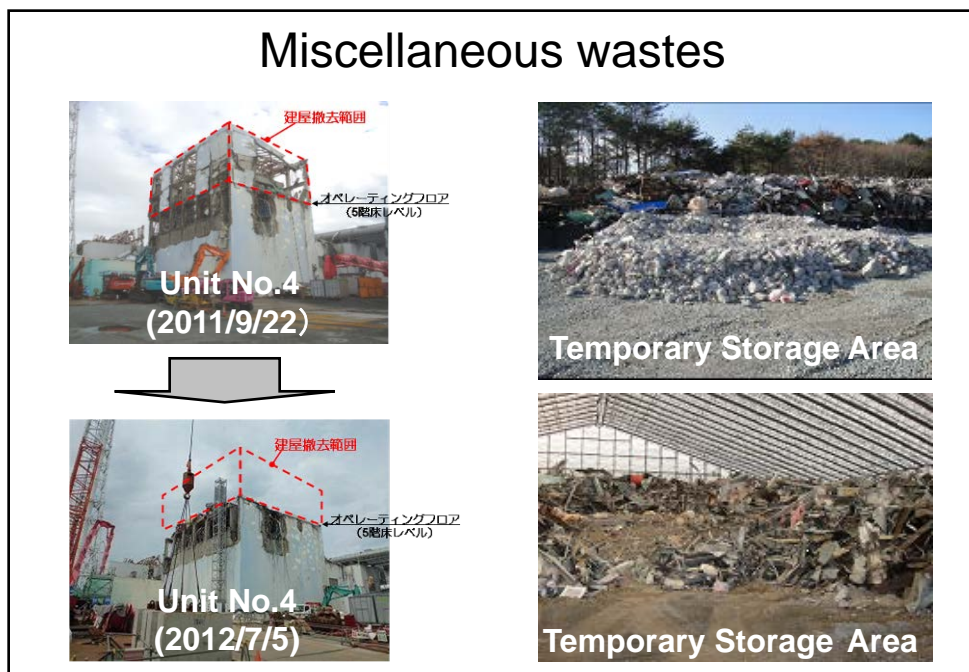 Miscellaneous wastes
建屋撤去範囲
オペレーティングフロア
(5階床レベル)
Unit No.4
(2011/9/22）
建屋撤去範囲
オペレーティングフロア
(5階床レベル)
Unit No.4
(2012/7/5)
Temporary Storage Area
Temporary Storage Area